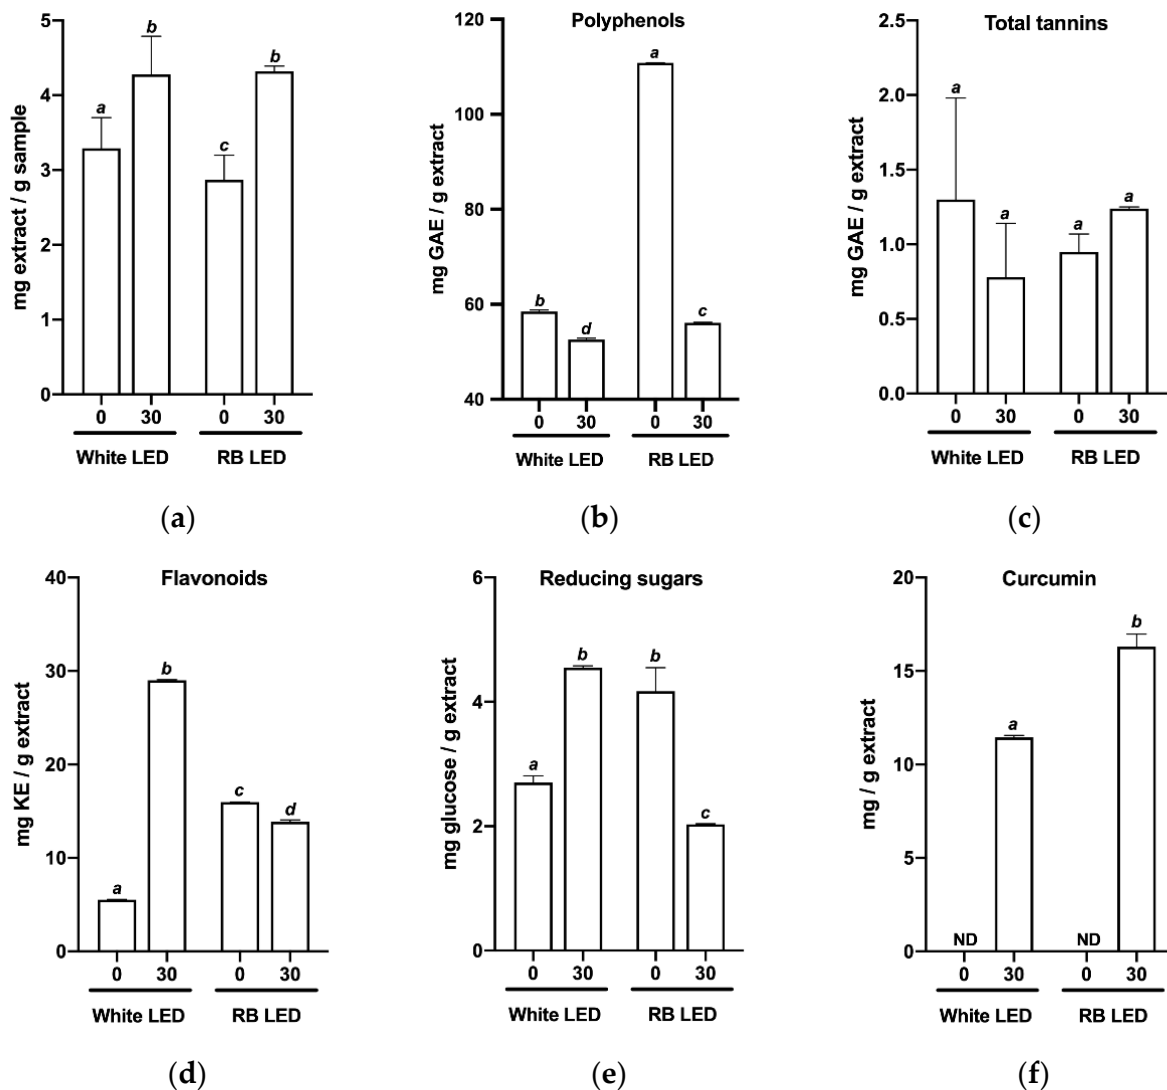 mg extract / g sample
5
4
3
2
1
0
a
b
c
b
0 30 0 30
White LED RB LED
(a)
Polyphenols
mg GAE / g extract
120
100
80
60
40
b
d
a
c
0 30 0 30
White LED RB LED
(b)
Total tannins
mg GAE / g extract
2.5
2.0
1.5
1.0
0.5
0.0
a
a
a
a
0 30 0 30
White LED RB LED
(c)
Flavonoids
mg KE / g extract
40
30
20
10
0
a
b
c
d
0 30 0 30
White LED RB LED
(d)
Reducing sugars
mg glucose / g extract
6
4
2
0
a
b
b
c
0 30 0 30
White LED RB LED
(e)
Curcumin
mg / g extract
20
15
10
5
0
ND
a
ND
b
0 30 0 30
White LED RB LED
(f)